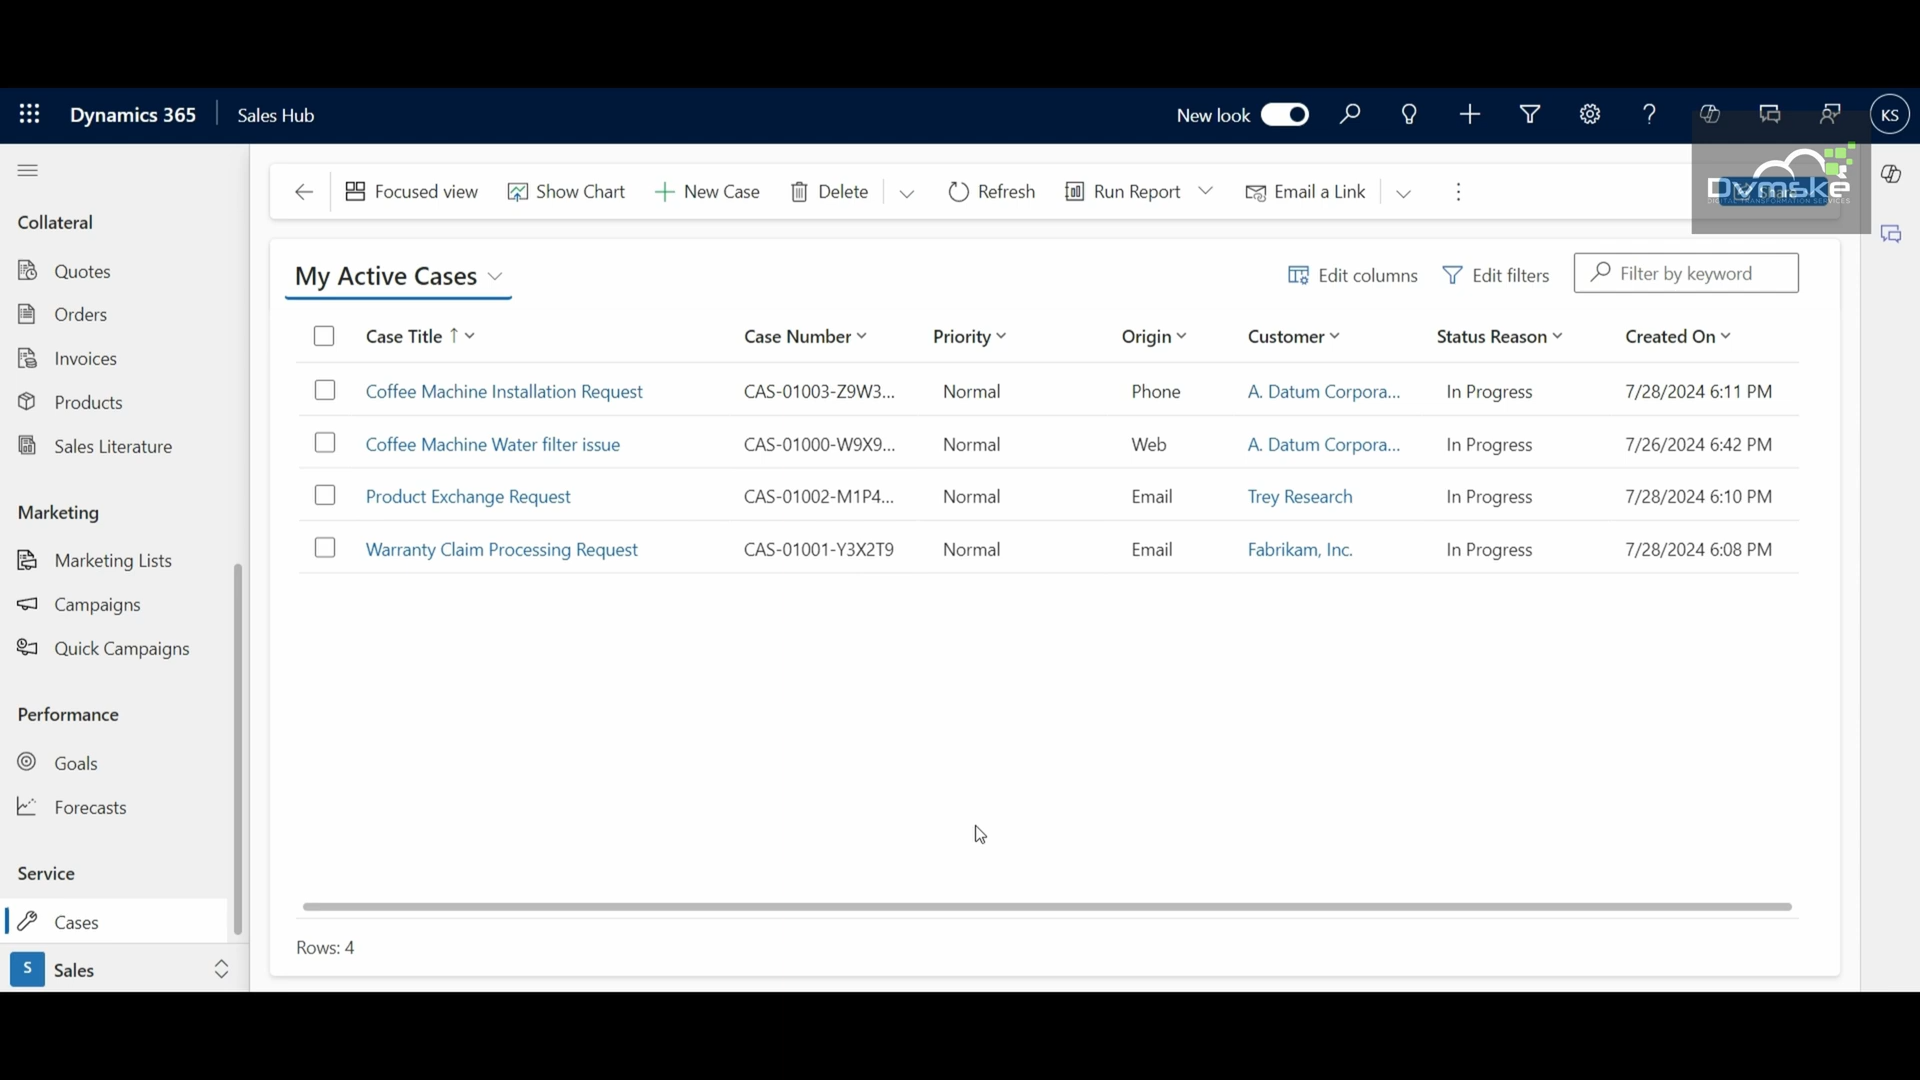 Dynamics 365 Sales Hub New look KS
Focused view Show Chart New Case Delete Refresh Run Report Email a Link Share
Dymske
DIGITAL TRANSFORMATION SERVICES
Collateral
Quotes
Orders
Invoices
Products
Sales Literature
Marketing
Marketing Lists
Campaigns
Quick Campaigns
Performance
Goals
Forecasts
Service
Cases
S Sales
My Active Cases Edit columns Edit filters Filter by keyword
Case Title Case Number Priority Origin Customer Status Reason Created On
Coffee Machine Installation Request CAS-01003-Z9W3... Normal Phone A. Datum Corpora... In Progress 7/28/2024 6:11 PM
Coffee Machine Water filter issue CAS-01000-W9X9... Normal Web A. Datum Corpora... In Progress 7/26/2024 6:42 PM
Product Exchange Request CAS-01002-M1P4... Normal Email Trey Research In Progress 7/28/2024 6:10 PM
Warranty Claim Processing Request CAS-01001-Y3X2T9 Normal Email Fabrikam, Inc. In Progress 7/28/2024 6:08 PM
Rows: 4